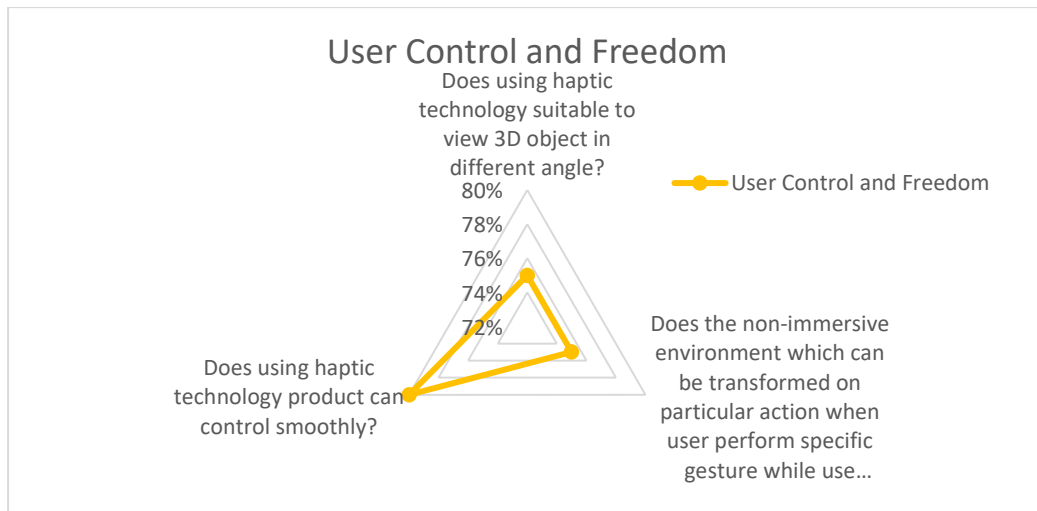 User Control and Freedom
Does using haptic
technology suitable to
view 3D object in
different angle?
User Control and Freedom
80%
78%
76%
74%
72%
Does the non-immersive
environment which can
be transformed on
particular action when
user perform specific
gesture while use…
Does using haptic
technology product can
control smoothly?